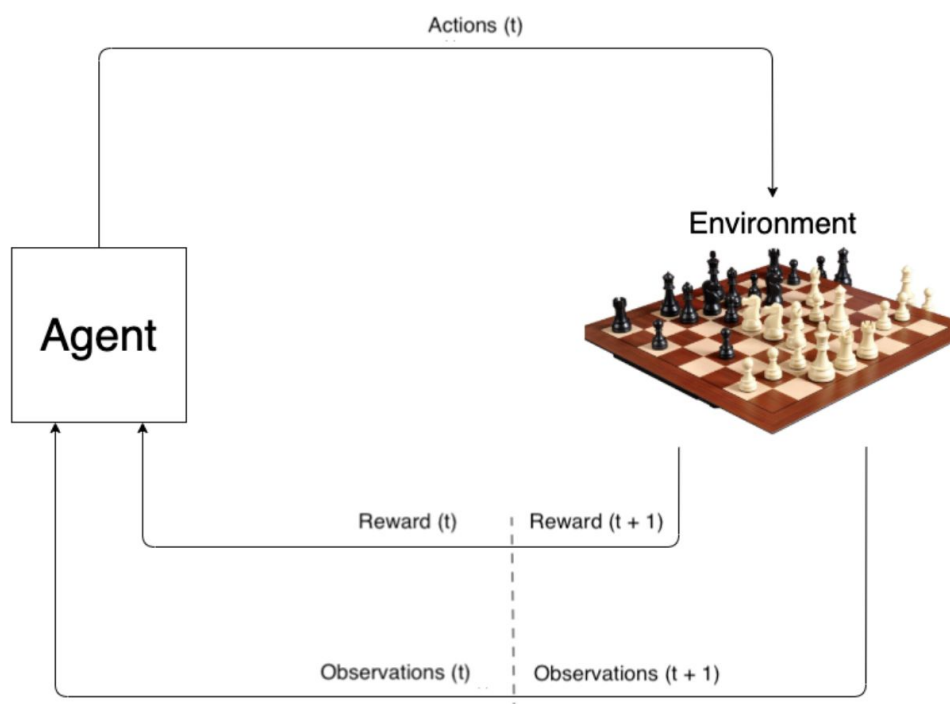 Actions (t)
Environment
Agent
Reward (t)
Reward (t + 1)
Observations (t)
Observations (t + 1)